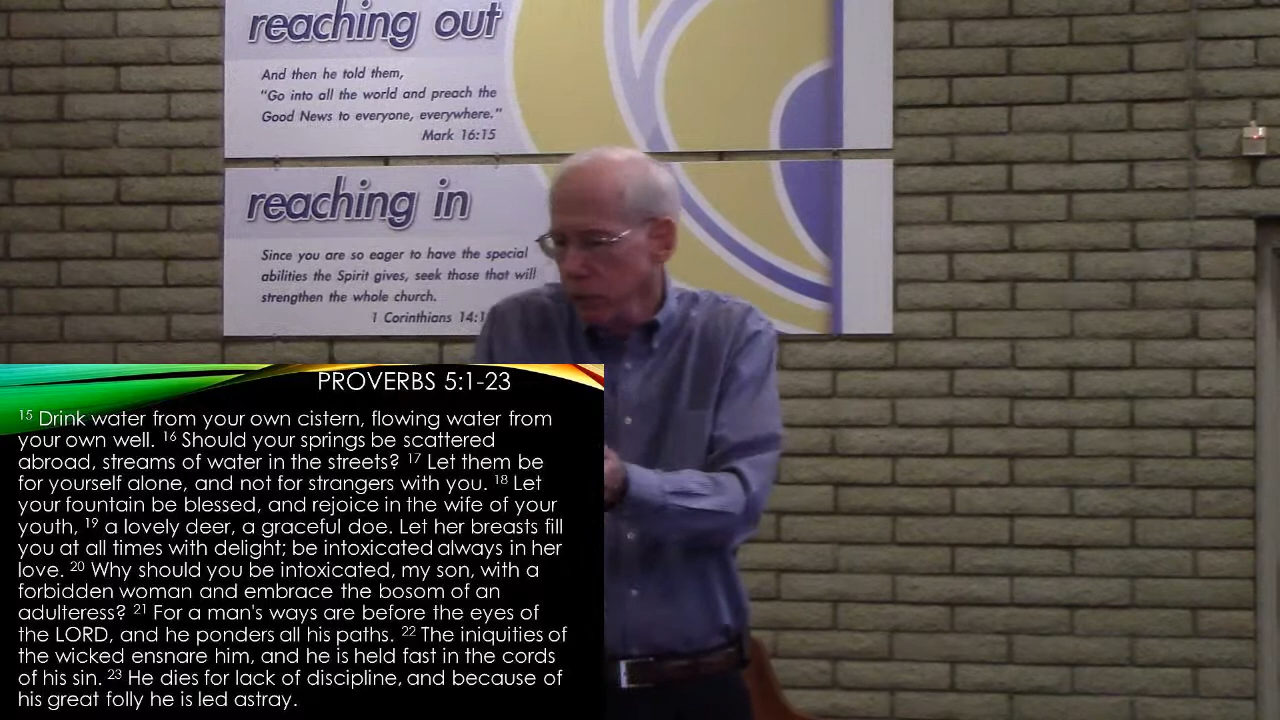 reaching out
And then he told them,
"Go into all the world and preach the
Good News to everyone, everywhere."
Mark 16:15
reaching in
Since you are so eager to have the special
abilities the Spirit gives, seek those that will
strengthen the whole church.
1 Corinthians
PROVERBS 5:1-23
15 Drink water from your own cistern, flowing water from
your own well. 16 Should your springs be scattered
abroad, streams of water in the streets? 17 Let them be
for yourself alone, and not for strangers with you. 18 Let
your fountain be blessed, and rejoice in the wife of your
youth, 19 a lovely deer, a graceful doe. Let her breasts fill
you at all times with delight; be intoxicated always in her
love. 20 Why should you be intoxicated, my son, with a
forbidden woman and embrace the bosom of an
adulteress? 21 For a man's ways are before the eyes of
the LORD, and he ponders all his paths. 22 The iniquities of
the wicked ensnare him, and he is held fast in the cords
of his sin. 23 He dies for lack of discipline, and because of
his great folly he is led astray.